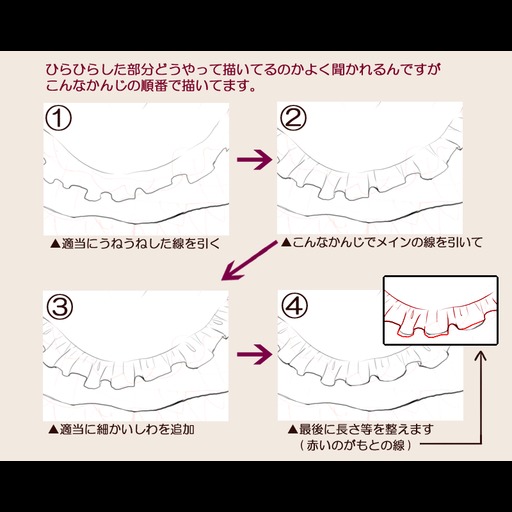 ひらひらした部分どうやって描いてるのかよく聞かれるんですが
こんなかんじの順番で描いてます。
①
②
▲適当にうねうねした線を引く
▲こんなかんじでメインの線を引いて
③
④
▲適当に細かいしわを追加
▲最後に長さ等を整えます
(赤いのがもとの線)